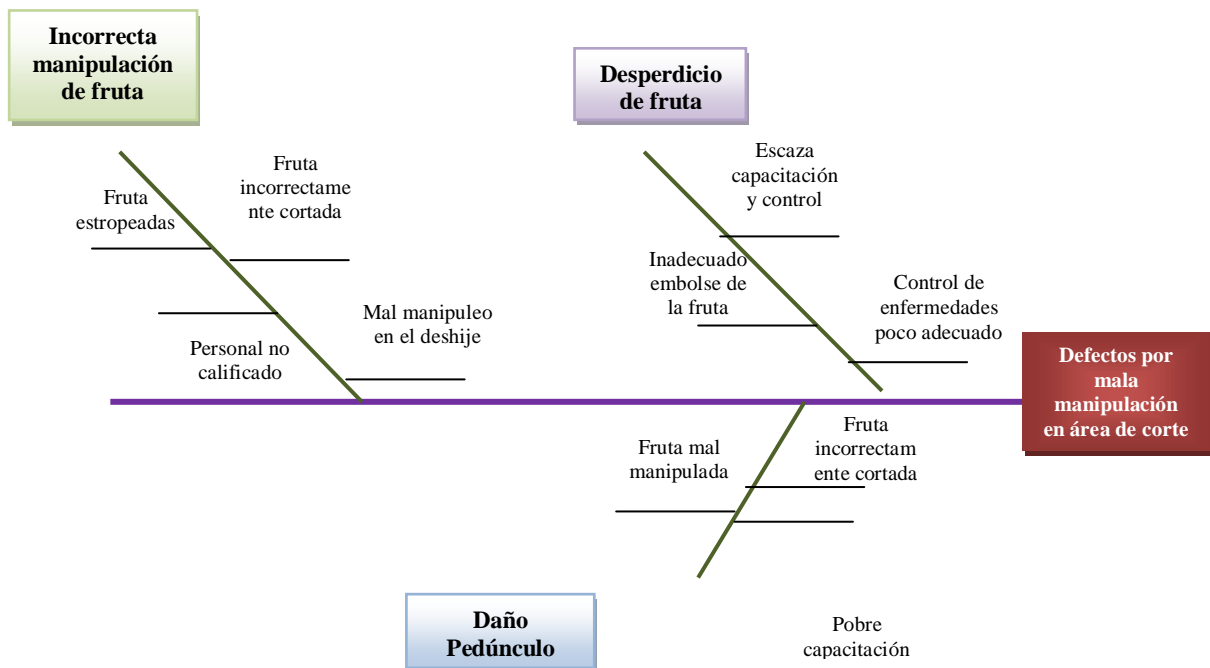 Incorrecta
manipulación
de fruta
Desperdicio
de fruta
Fruta
incorrectame
nte cortada
Fruta
estropeadas
Escaza
capacitación
y control
Inadecuado
embolse de
la fruta
Control de
enfermedades
poco adecuado
Mal manipuleo
en el deshije
Personal no
calificado
Defectos por
mala
manipulación
en área de corte
Fruta mal
manipulada
Fruta
incorrectam
ente cortada
Daño
Pedúnculo
Pobre
capacitación